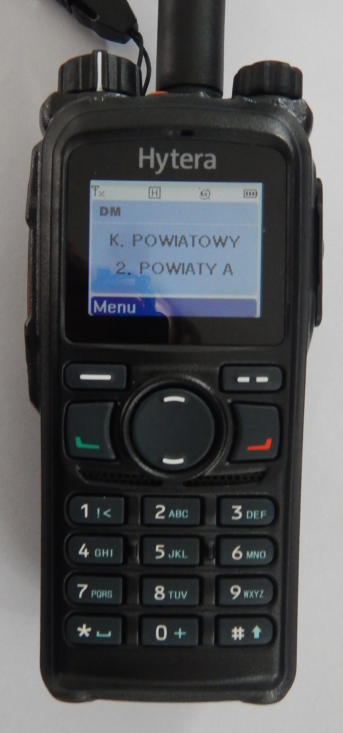 Hytera
Tx H G
DM
K. POWIATOWY
2. POWIATY A
Menu
1 !<
2 ABC
3 DEF
4 GHI
5 JKL
6 MNO
7 PQRS
8 TUV
9 WXYZ
*
0 +
#